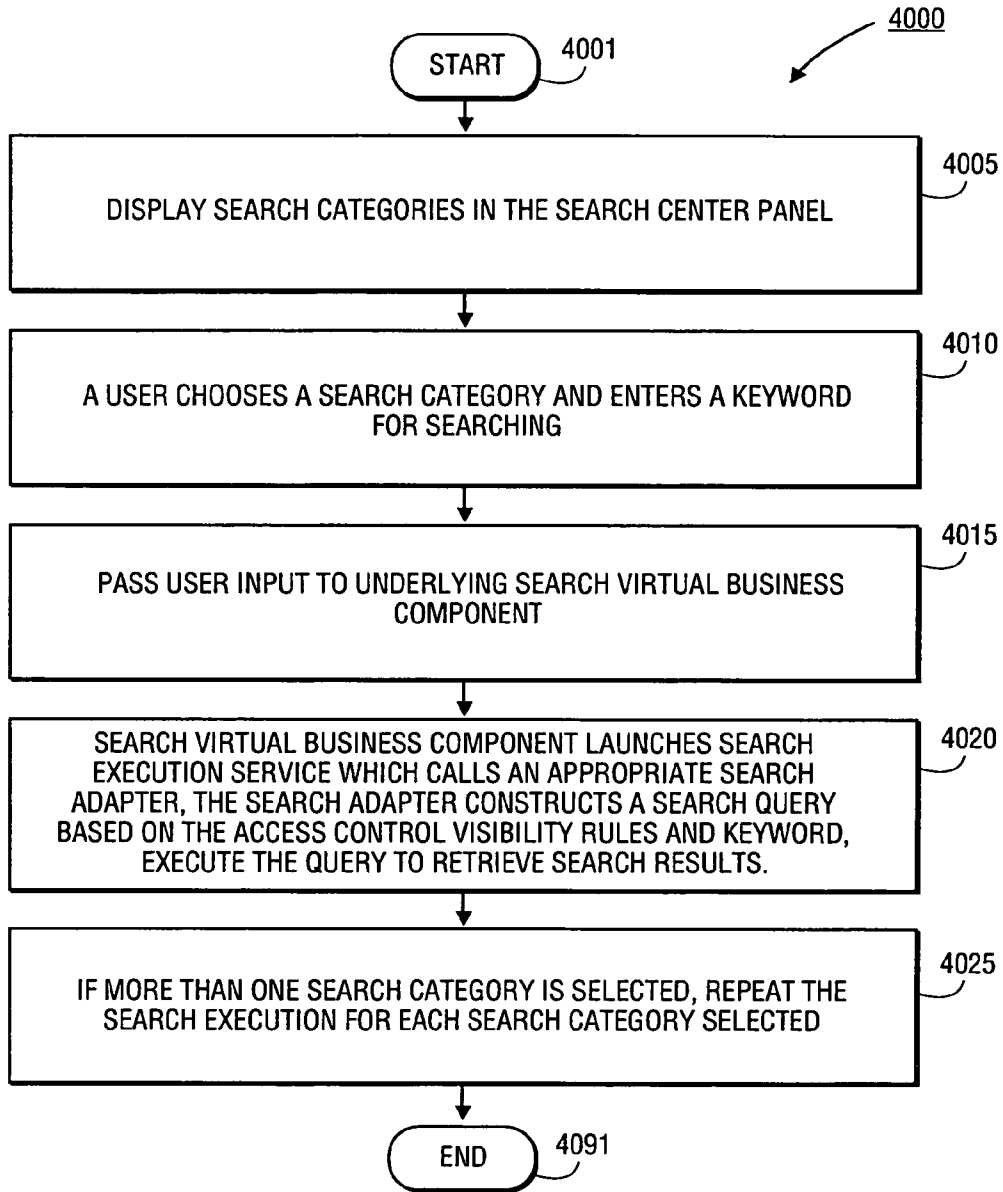 4000
START
4001
4005
DISPLAY SEARCH CATEGORIES IN THE SEARCH CENTER PANEL
4010
A USER CHOOSES A SEARCH CATEGORY AND ENTERS A KEYWORD
FOR SEARCHING
4015
PASS USER INPUT TO UNDERLYING SEARCH VIRTUAL BUSINESS
COMPONENT
4020
SEARCH VIRTUAL BUSINESS COMPONENT LAUNCHES SEARCH
EXECUTION SERVICE WHICH CALLS AN APPROPRIATE SEARCH
ADAPTER, THE SEARCH ADAPTER CONSTRUCTS A SEARCH QUERY
BASED ON THE ACCESS CONTROL VISIBILITY RULES AND KEYWORD,
EXECUTE THE QUERY TO RETRIEVE SEARCH RESULTS.
4025
IF MORE THAN ONE SEARCH CATEGORY IS SELECTED, REPEAT THE
SEARCH EXECUTION FOR EACH SEARCH CATEGORY SELECTED
END
4091